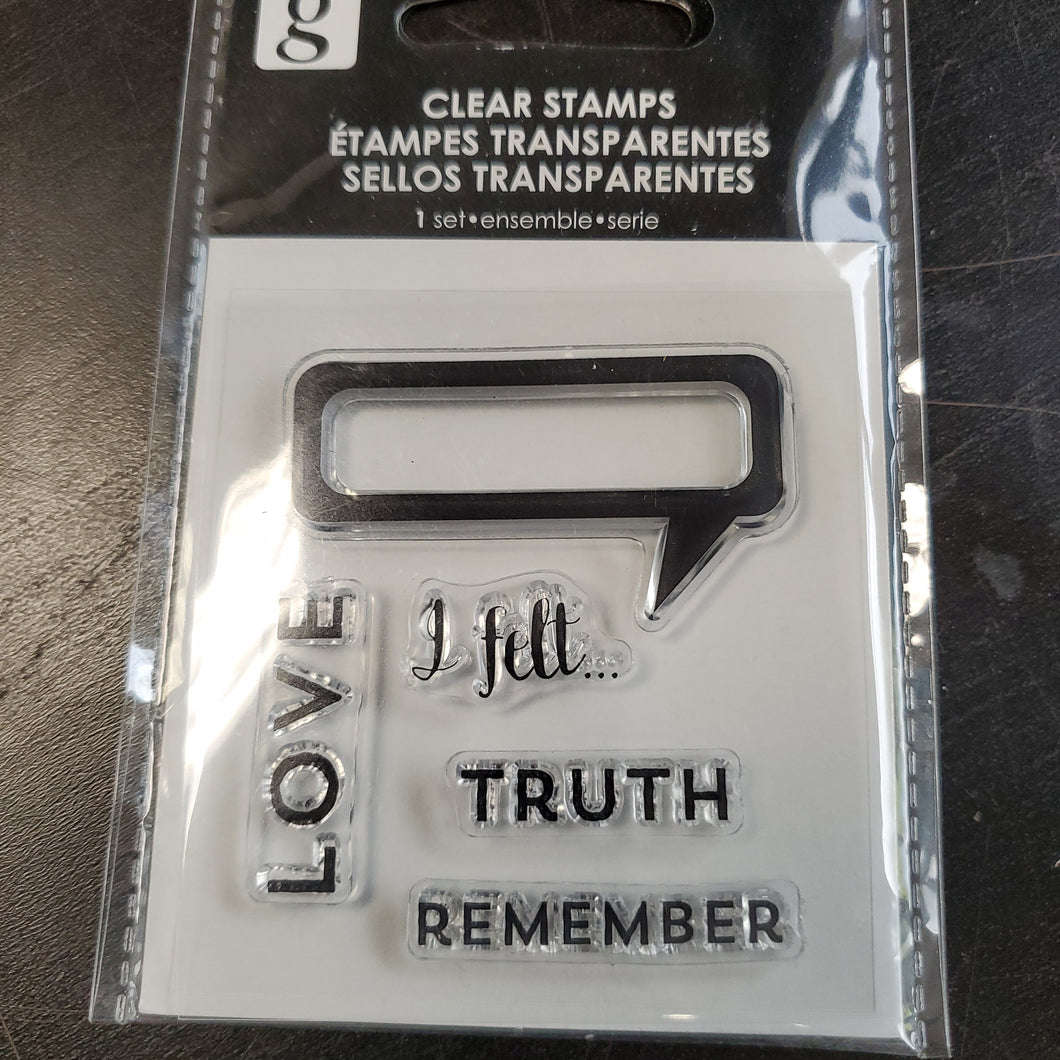 g
CLEAR STAMPS
ÉTAMPES TRANSPARENTES
SELLOS TRANSPARENTES
1 set•ensemble•serie
LOVE
I felt...
TRUTH
REMEMBER